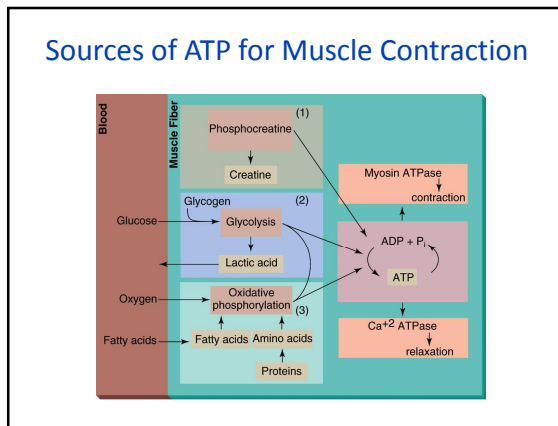 Sources of ATP for Muscle Contraction
Blood
Muscle Fiber
(1)
Phosphocreatine
Creatine
Glycogen
(2)
Glucose
Glycolysis
Lactic acid
Oxygen
Oxidative
phosphorylation
(3)
Fatty acids
Fatty acids
Amino acids
Proteins
Myosin ATPase
contraction
ADP + Pi
ATP
Ca+2 ATPase
relaxation